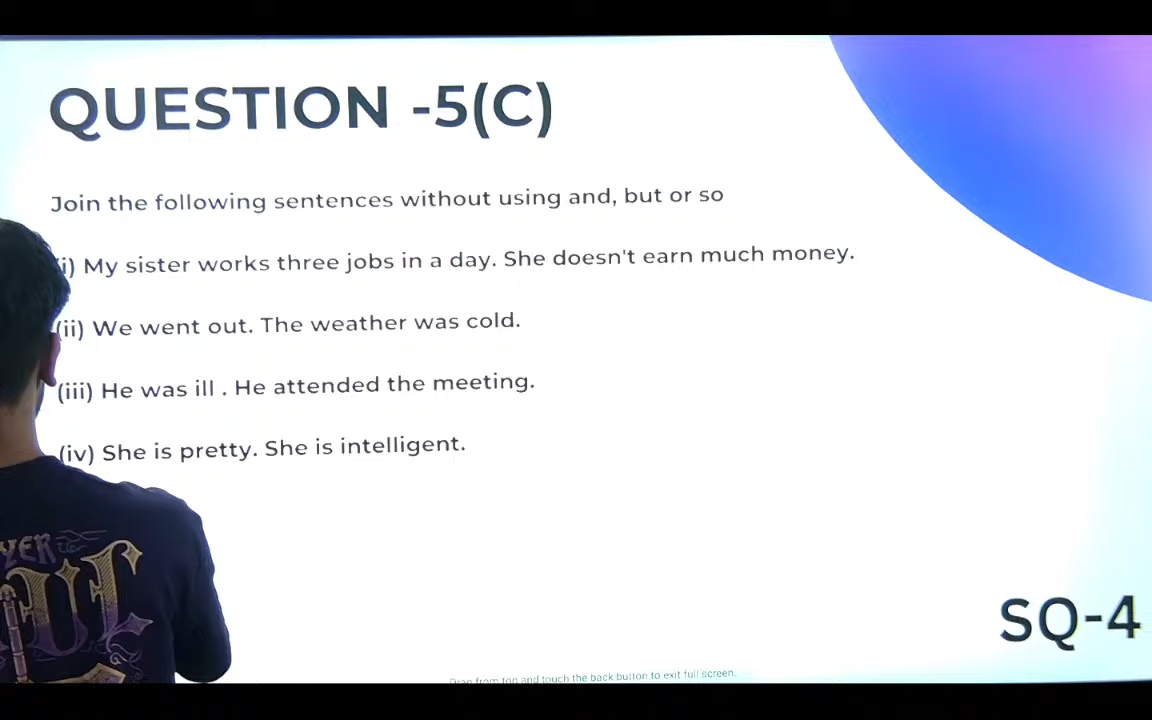 QUESTION -5(C)
Join the following sentences without using and, but or so
(i) My sister works three jobs in a day. She doesn't earn much money.
(ii) We went out. The weather was cold.
(iii) He was ill . He attended the meeting.
(iv) She is pretty. She is intelligent.
SQ-4
Drag from top and touch the back button to exit full screen.